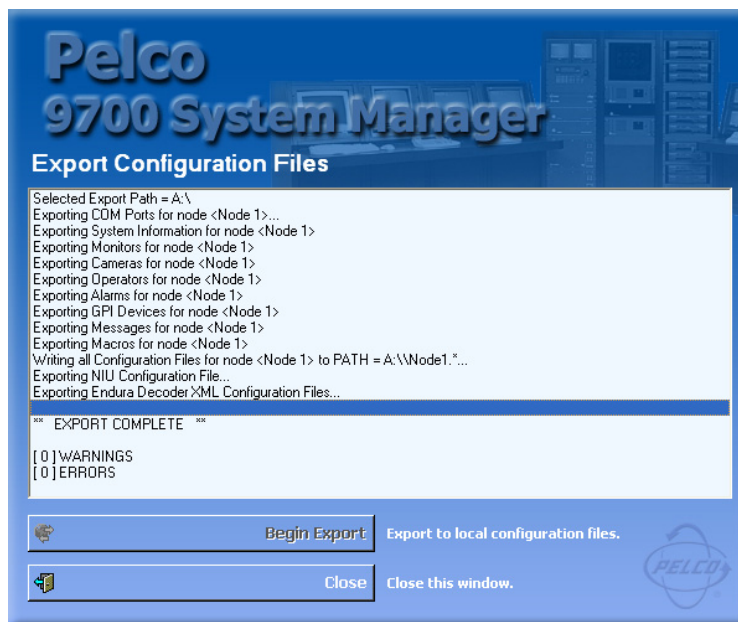 Pelco
9700 System Manager
Export Configuration Files
Selected Export Path = A:\
Exporting COM Ports for node <Node 1>...
Exporting System Information for node <Node 1>
Exporting Monitors for node <Node 1>
Exporting Cameras for node <Node 1>
Exporting Operators for node <Node 1>
Exporting Alarms for node <Node 1>
Exporting GPI Devices for node <Node 1>
Exporting Messages for node <Node 1>
Exporting Macros for node <Node 1>
Writing all Configuration Files for node <Node 1> to PATH = A:\\Node1.*...
Exporting NIU Configuration File...
Exporting Endura Decoder XML Configuration Files...
** EXPORT COMPLETE **
[ 0 ] WARNINGS
[ 0 ] ERRORS
Begin Export Export to local configuration files.
Close Close this window.
PELCO